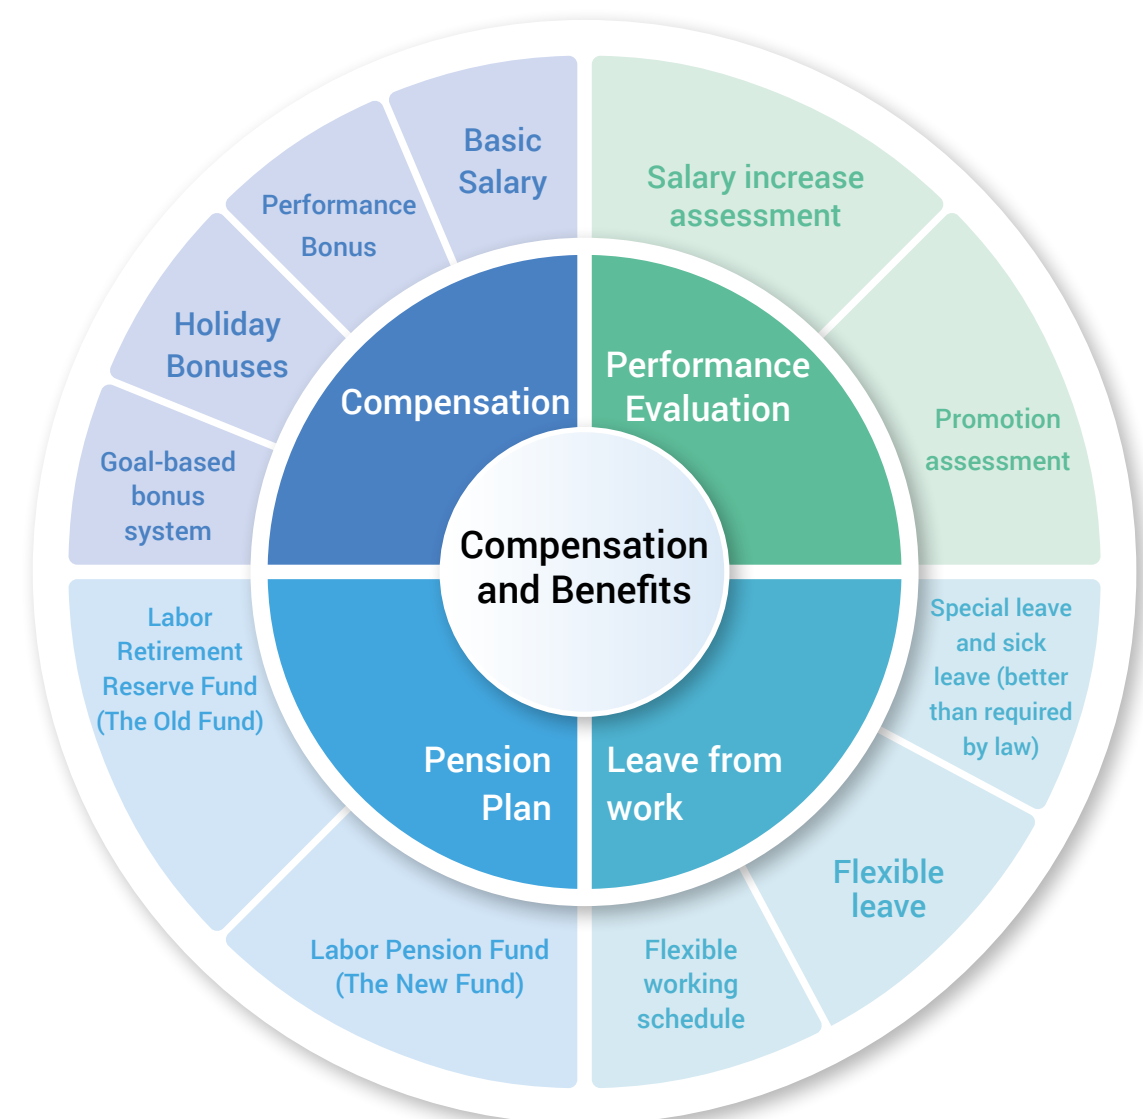 Basic
Salary
Performance
Bonus
Holiday
Bonuses
Goal-based
bonus
system
Compensation
Salary increase
assessment
Promotion
assessment
Performance
Evaluation
Compensation
and Benefits
Labor
Retirement
Reserve Fund
(The Old Fund)
Labor Pension Fund
(The New Fund)
Pension
Plan
Leave from
work
Special leave
and sick
leave (better
than required
by law)
Flexible
leave
Flexible
working
schedule